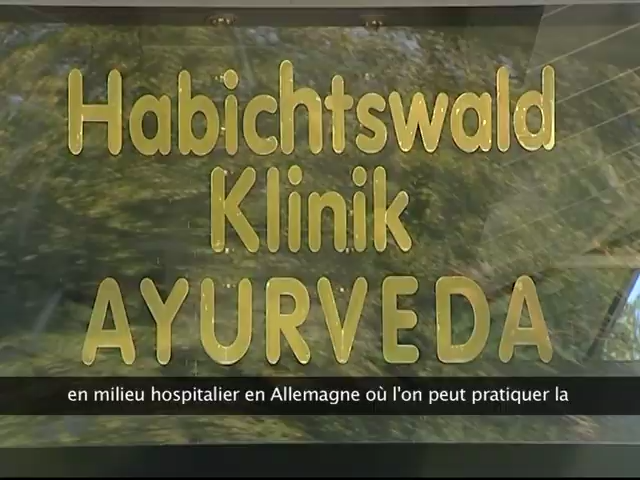 Habichtswald
Klinik
AYURVEDA
en milieu hospitalier en Allemagne où l'on peut pratiquer la